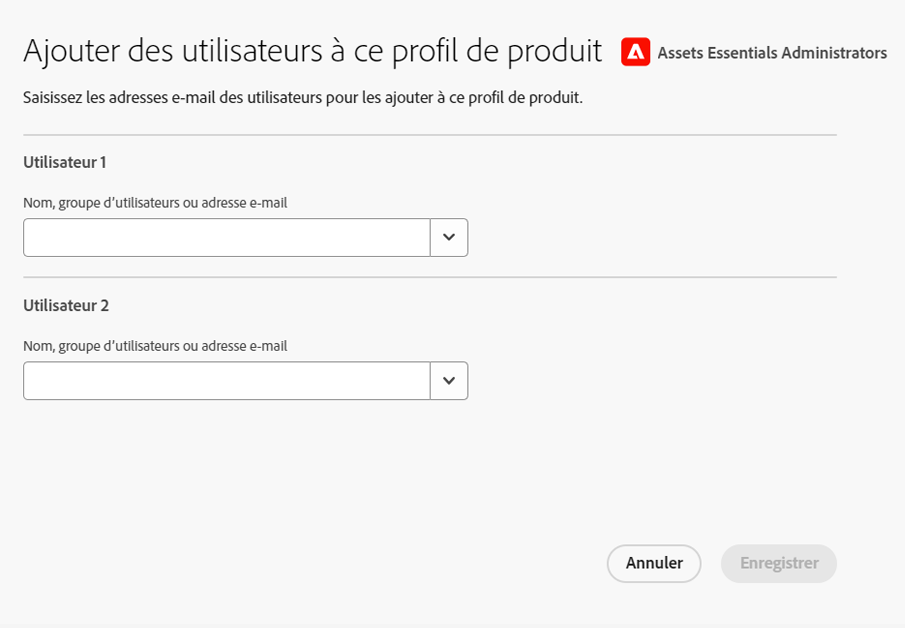 Ajouter des utilisateurs à ce profil de produit Assets Essentials Administrators
Saisissez les adresses e-mail des utilisateurs pour les ajouter à ce profil de produit.
Utilisateur 1
Nom, groupe d’utilisateurs ou adresse e-mail
Utilisateur 2
Nom, groupe d’utilisateurs ou adresse e-mail
Annuler Enregistrer